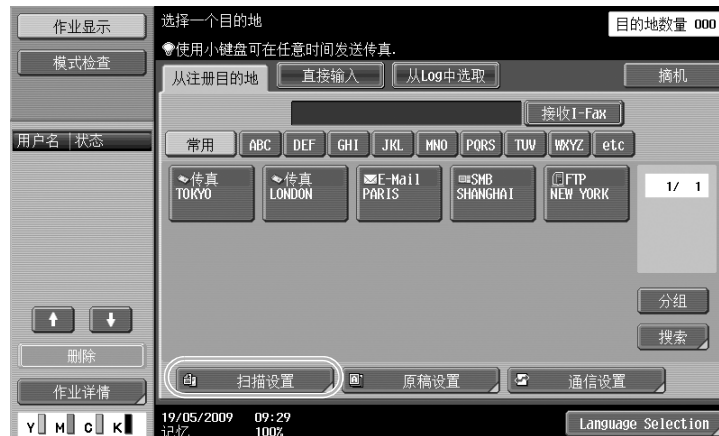 作业显示
模式检查
用户名 状态
删除
作业详情
Y M C K
选择一个目的地
目的地数量 000
使用小键盘可在任意时间发送传真.
从注册目的地 直接输入 从Log中选取 摘机
接收I-Fax
常用 ABC DEF GHI JKL MNO PQRS TUV WXYZ etc
传真 TOKYO
传真 LONDON
E-Mail PARIS
SMB SHANGHAI
FTP NEW YORK
1/ 1
分组
搜索
扫描设置 原稿设置 通信设置
19/05/2009 09:29
记忆 100%
Language Selection